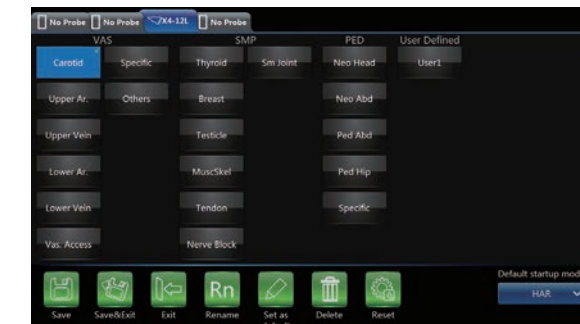 No Probe No Probe X4-12L No Probe
VAS SMP PED User Defined
Carotid Specific Thyroid Sm Joint Neo Head User1
Upper Ar. Others Breast Neo Abd
Upper Vein Testicle Ped Abd
Lower Ar. MuscSkel Ped Hip
Lower Vein Tendon Specific
Vas. Access Nerve Block
Default startup mod
HAR
Rn
Save Save&Exit Exit Rename Set as Delete Reset